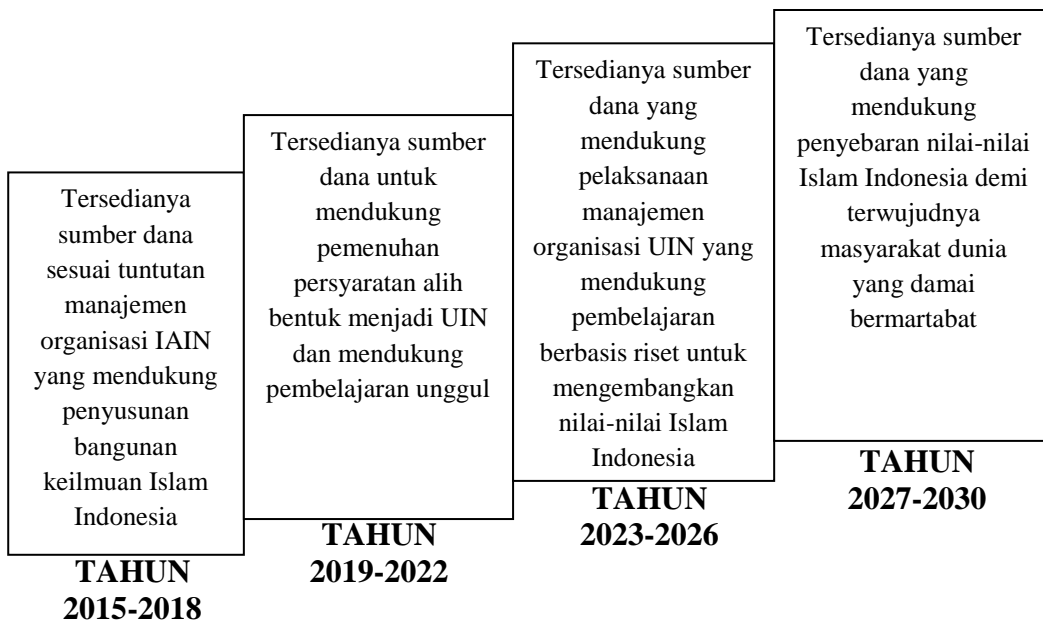 Tersedianya
sumber dana
sesuai tuntutan
manajemen
organisasi IAIN
yang mendukung
penyusunan
bangunan
keilmuan Islam
Indonesia
TAHUN
2015-2018
Tersedianya sumber
dana untuk
mendukung
pemenuhan
persyaratan alih
bentuk menjadi UIN
dan mendukung
pembelajaran unggul
TAHUN
2019-2022
Tersedianya sumber
dana yang
mendukung
pelaksanaan
manajemen
organisasi UIN yang
mendukung
pembelajaran
berbasis riset untuk
mengembangkan
nilai-nilai Islam
Indonesia
TAHUN
2023-2026
Tersedianya sumber
dana yang
mendukung
penyebaran nilai-nilai
Islam Indonesia demi
terwujudnya
masyarakat dunia
yang damai
bermartabat
TAHUN
2027-2030